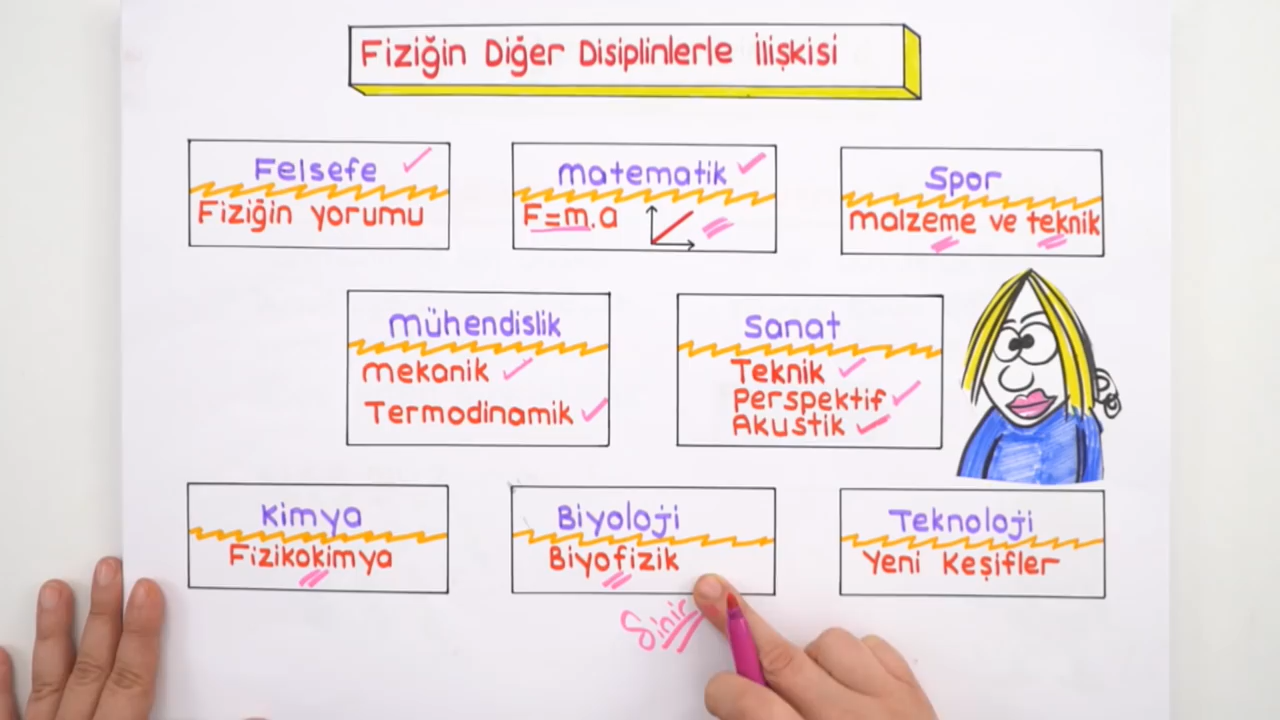 Fiziğin Diğer Disiplinlerle İlişkisi
Felsefe
Fiziğin yorumu
matematik
F=m.a
Spor
malzeme ve teknik
mühendislik
mekanik
Termodinamik
Sanat
Teknik
Perspektif
Akustik
Kimya
Fizikokimya
Biyoloji
Biyofizik
Sinir
Teknoloji
Yeni Keşifler